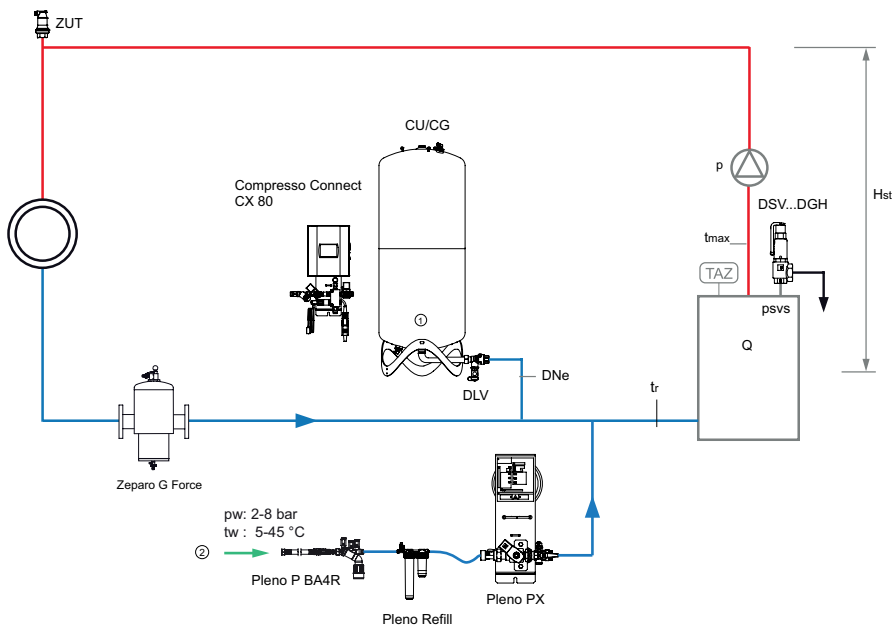 ZUT
CU/CG
Compresso Connect
CX 80
p
Hst
DSV...DGH
tmax
TAZ
psvs
①
Q
DNe
DLV
tr
Zeparo G Force
pw: 2-8 bar
tw : 5-45 °C
②
Pleno P BA4R
Pleno Refill
Pleno PX